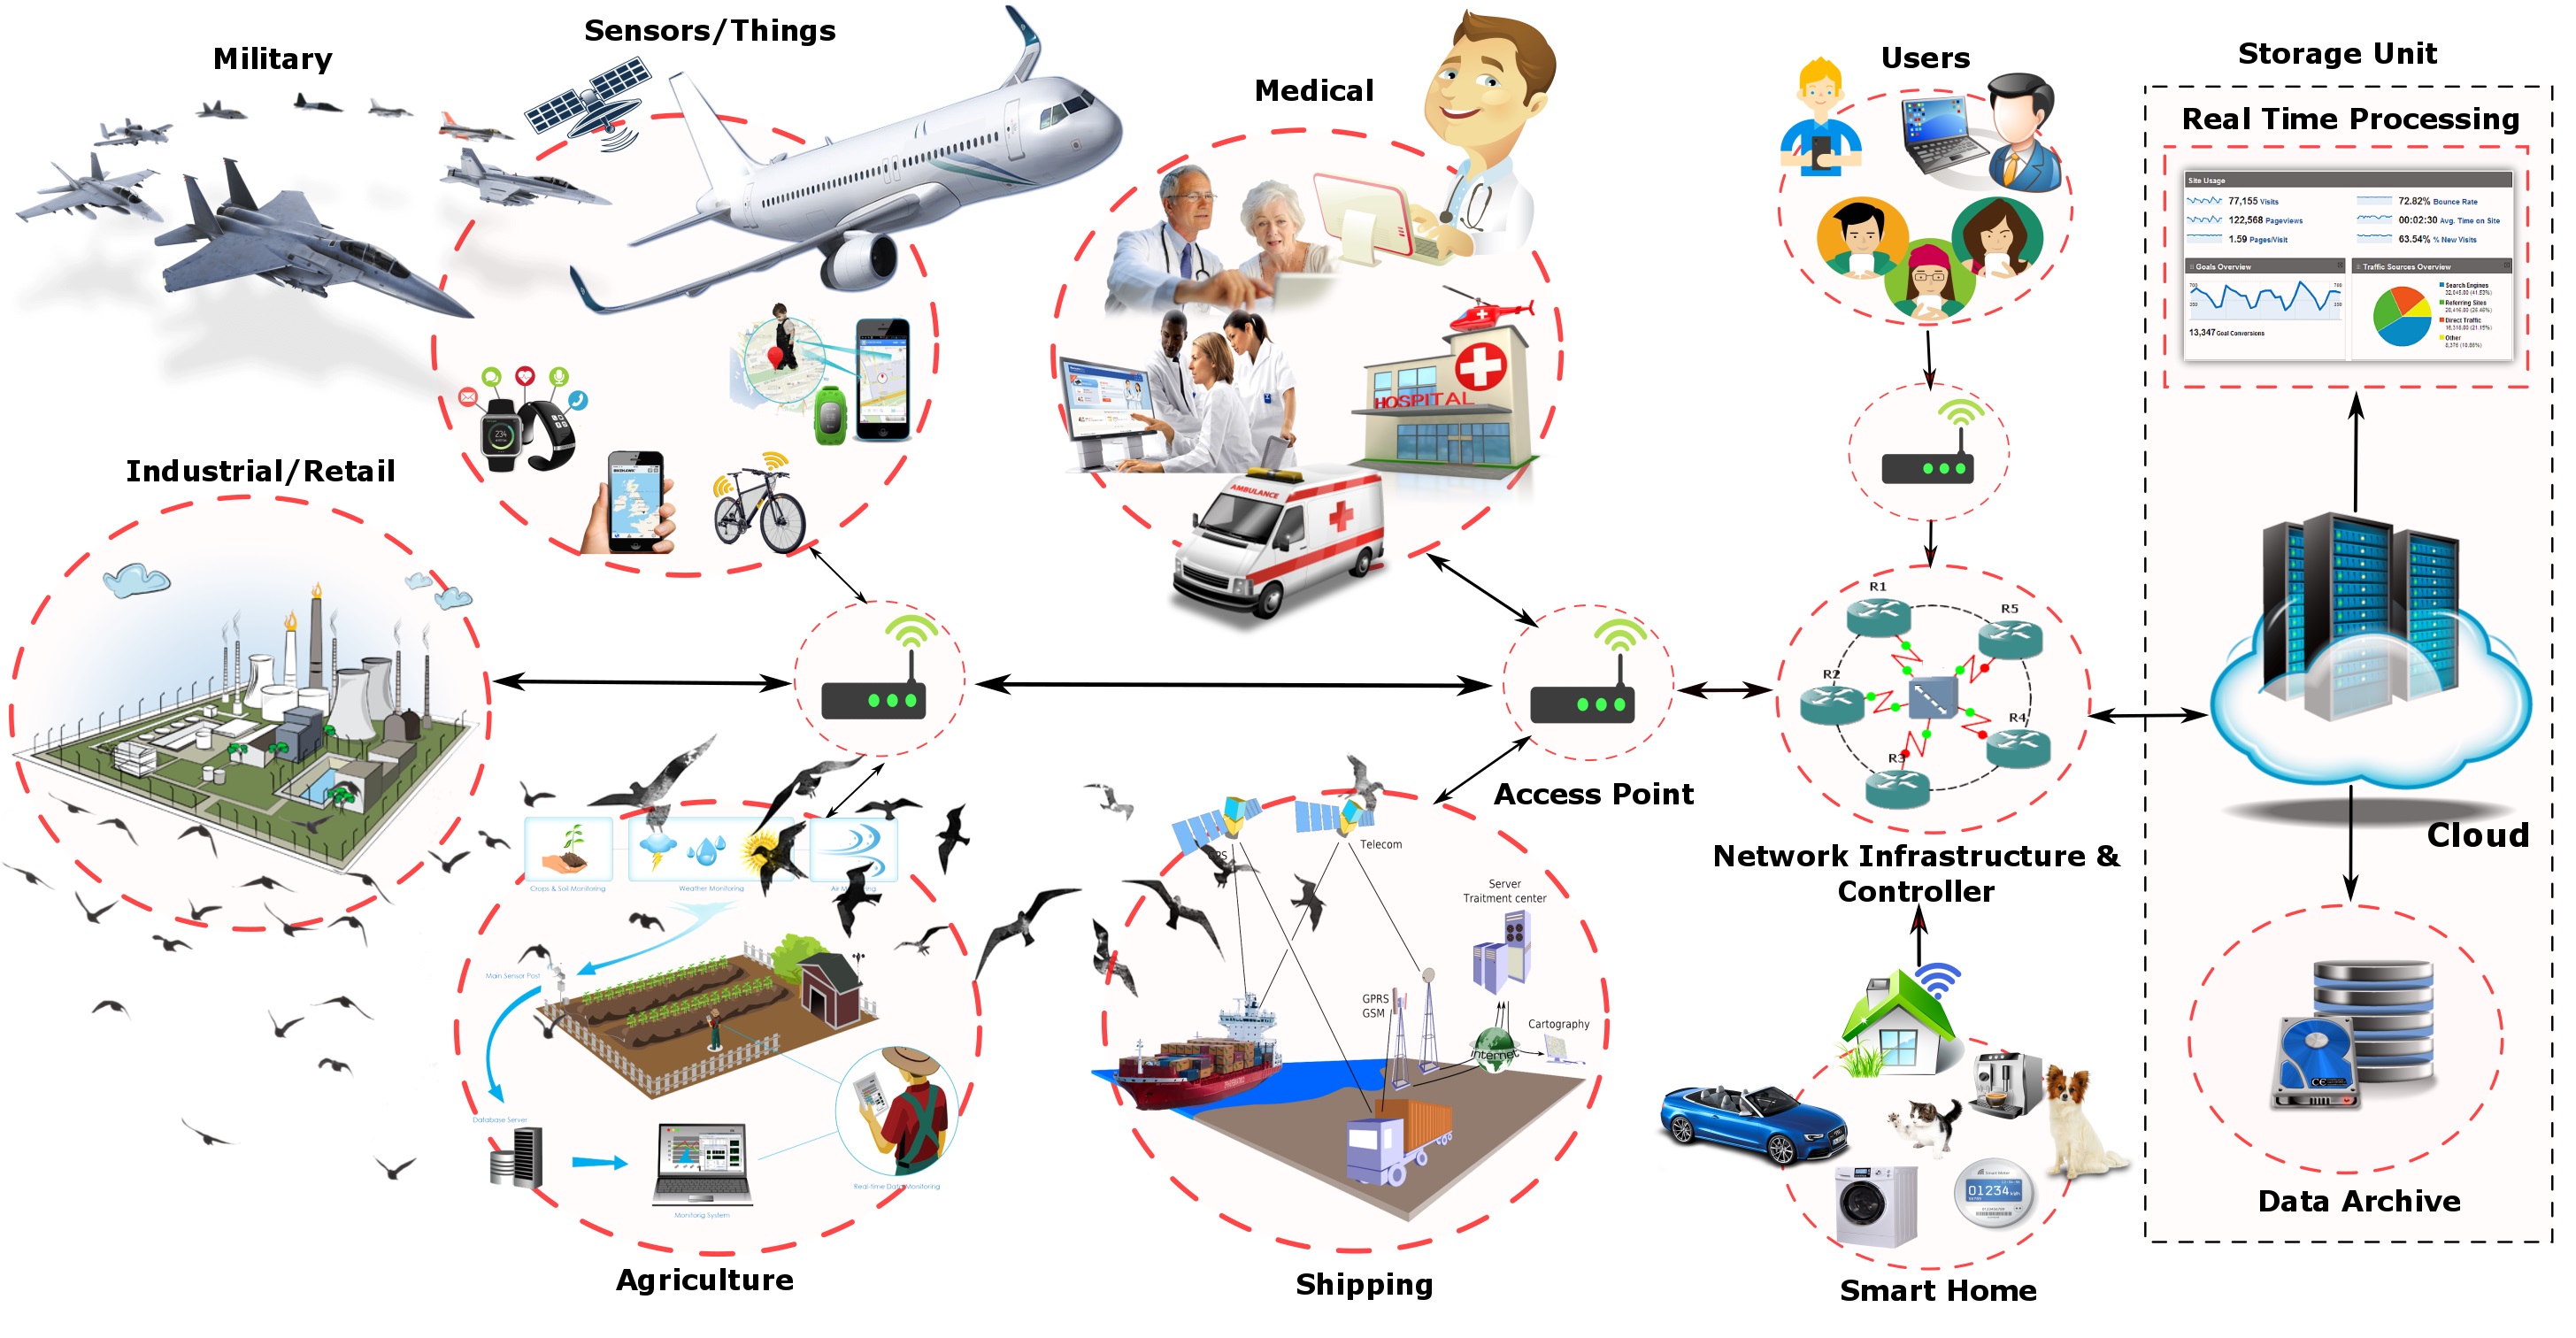 Military
Sensors/Things
Medical
Users
Storage Unit
Real Time Processing
Site Usage
77,155 Visits
72.82% Bounce Rate
122,568 Pageviews
00:02:30 Avg. Time on Site
1.59 Pages/Visit
63.54% % New Visits
Goals Overview
Traffic Sources Overview
Search Engines
Referring Sites
Direct Traffic
Other
13,347 Goal Conversions
HOSPITAL
AMBULANCE
234
Industrial/Retail
R1
R5
R2
R4
R3
Access Point
Network Infrastructure &
Controller
Cloud
Crops & Soil Monitoring
Weather Monitoring
Main Sensor Post
Database Server
Real-time Data Monitoring
Monitorig System
Agriculture
Telecom
Server
Traitment center
GPRS
GSM
Cartography
internet
Shipping
01234
Smart Home
Data Archive